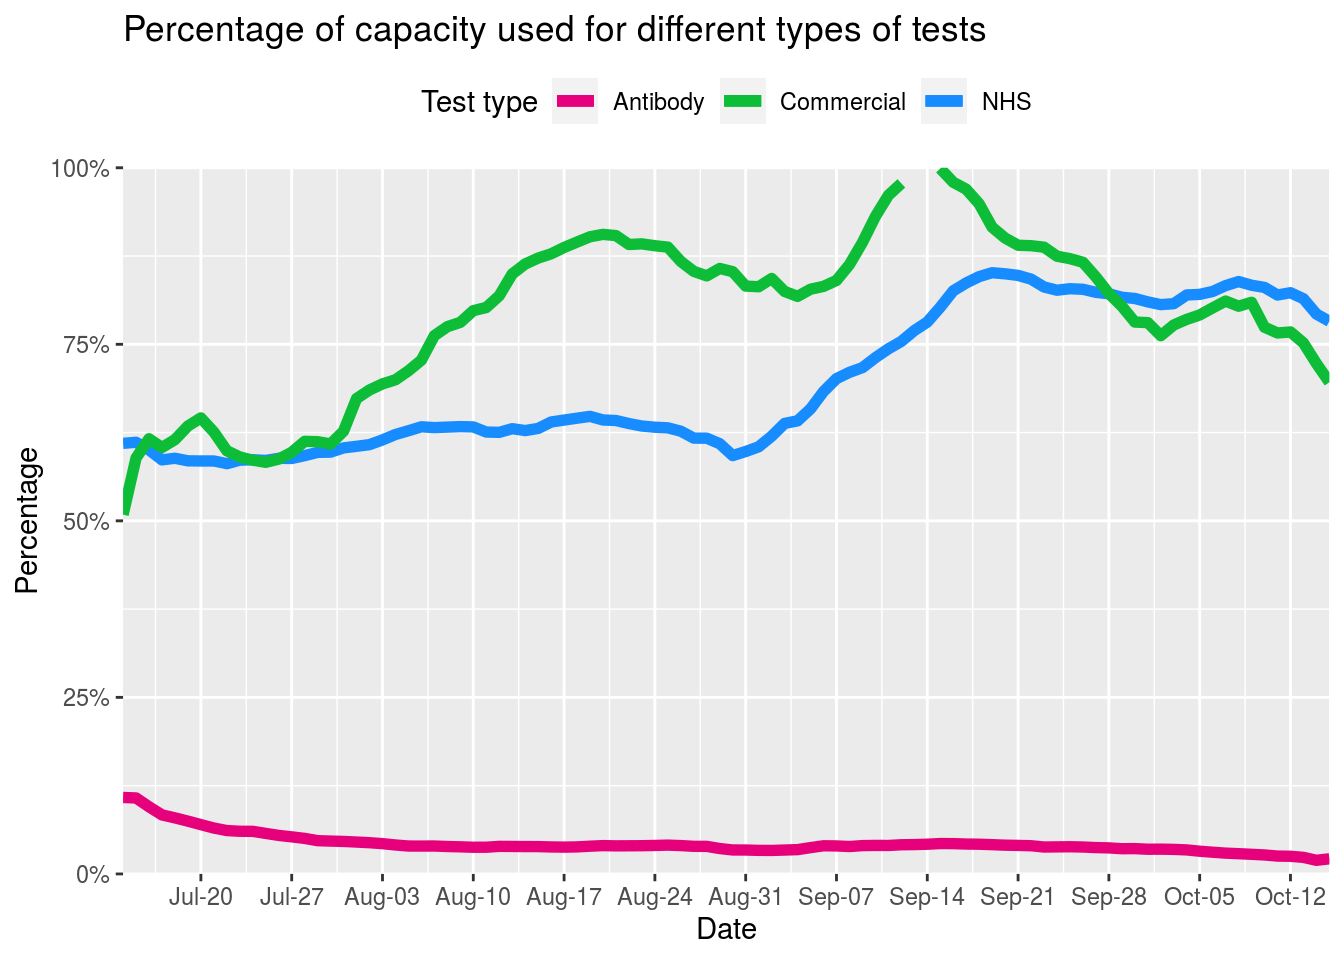 Percentage of capacity used for different types of tests
Test type Antibody Commercial NHS
100%
75%
50%
25%
0%
Percentage
Jul-20 Jul-27 Aug-03 Aug-10 Aug-17 Aug-24 Aug-31 Sep-07 Sep-14 Sep-21 Sep-28 Oct-05 Oct-12
Date